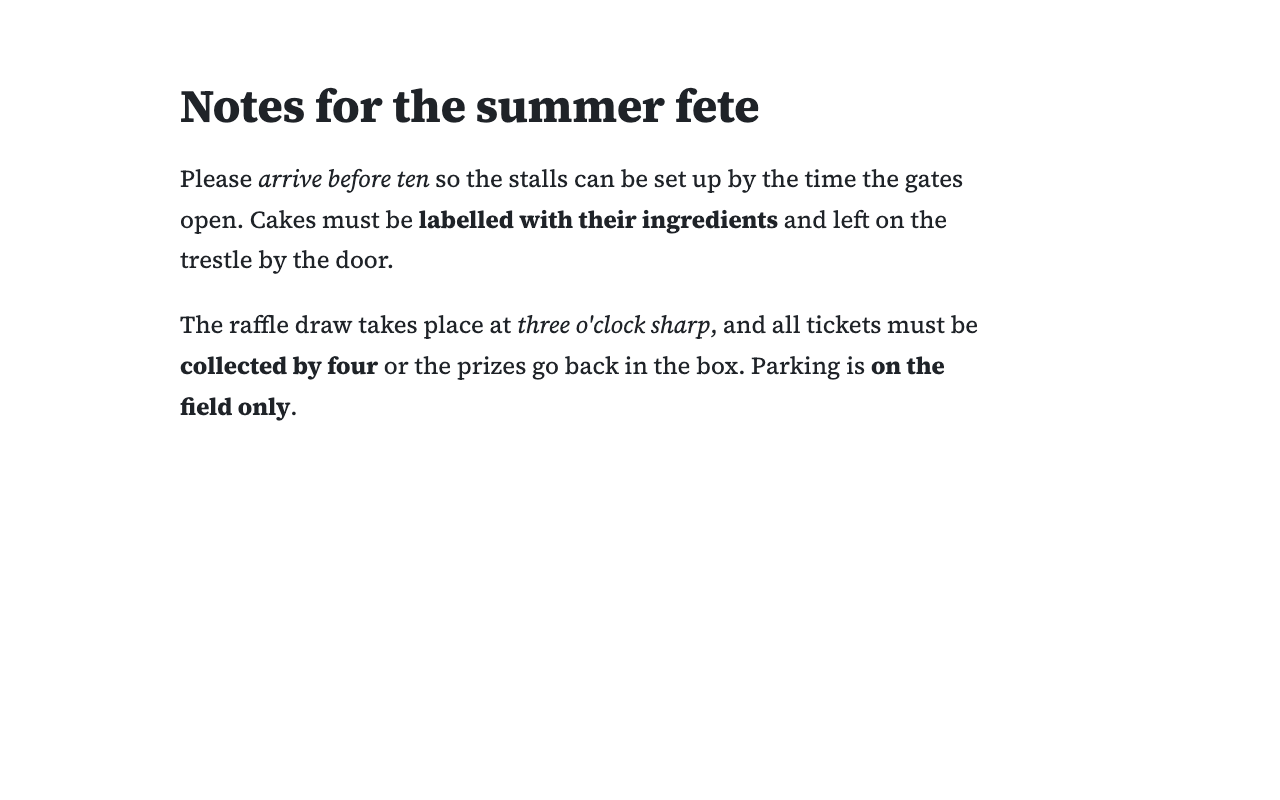 Notes for the summer fete
Please arrive before ten so the stalls can be set up by the time the gates
open. Cakes must be labelled with their ingredients and left on the
trestle by the door.
The raffle draw takes place at three o'clock sharp, and all tickets must be
collected by four or the prizes go back in the box. Parking is on the
field only.